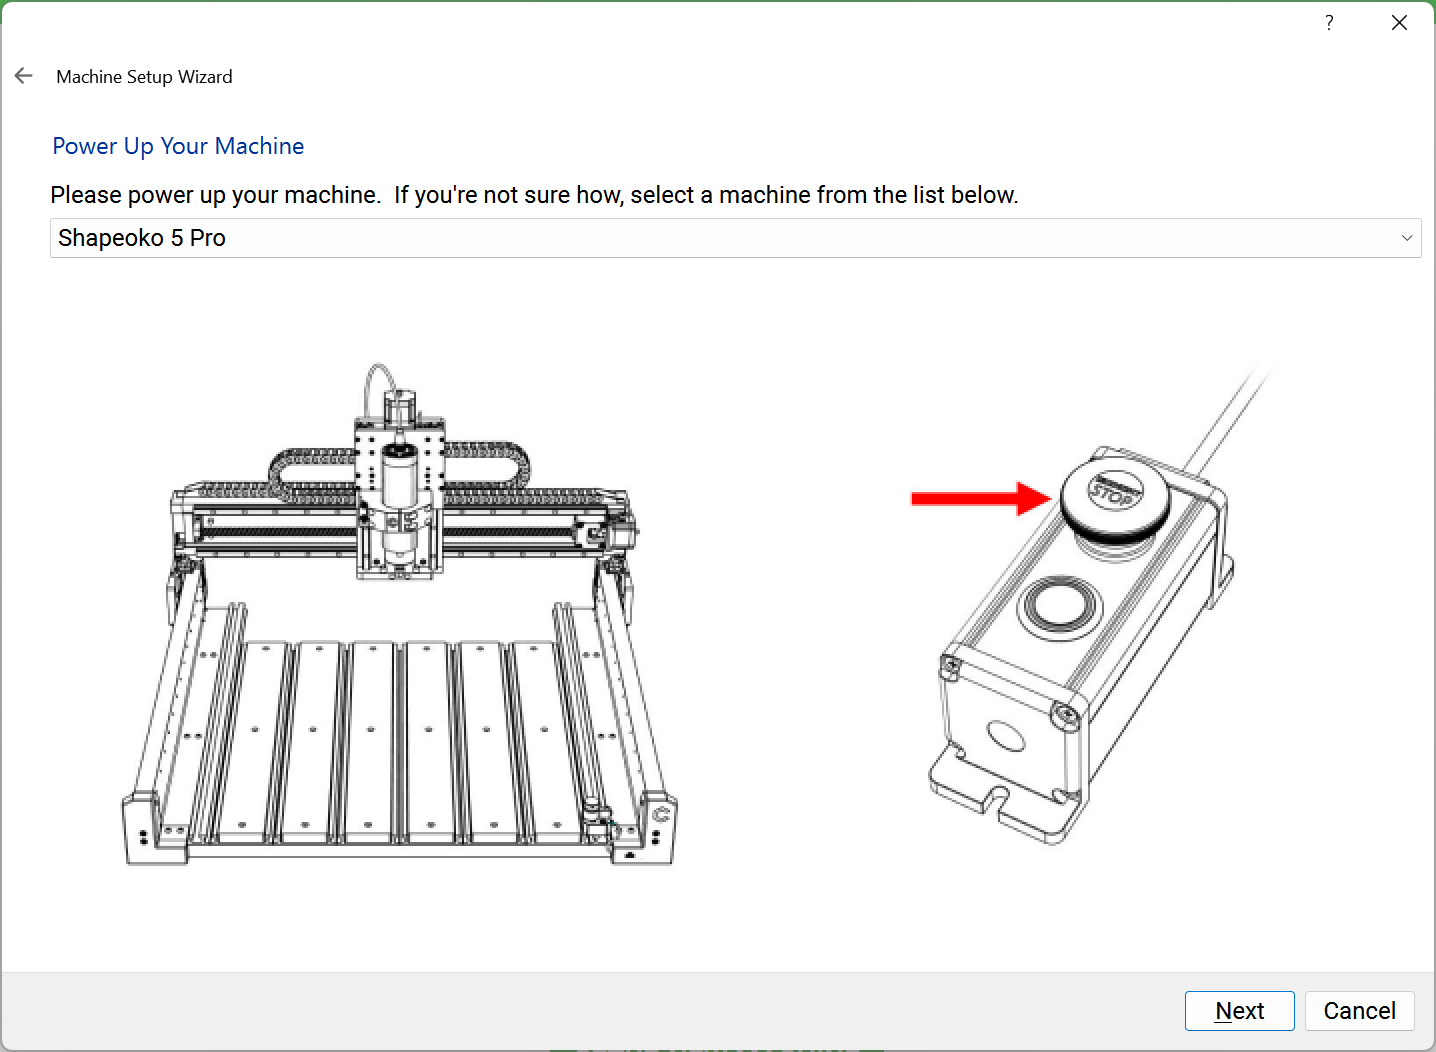 ?
Machine Setup Wizard
Power Up Your Machine
Please power up your machine.  If you're not sure how, select a machine from the list below.
Shapeoko 5 Pro
STOP
Next
Cancel